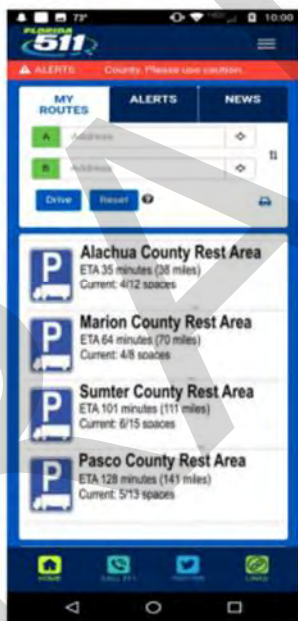 73° 10:00
FLORIDA
511
ALERTS County. Please use caution.
MY ROUTES ALERTS NEWS
A Address
B Address
Drive Reset ?
P Alachua County Rest Area
ETA 35 minutes (38 miles)
Current: 4/12 spaces
P Marion County Rest Area
ETA 64 minutes (70 miles)
Current: 4/8 spaces
P Sumter County Rest Area
ETA 101 minutes (111 miles)
Current: 6/15 spaces
P Pasco County Rest Area
ETA 128 minutes (141 miles)
Current: 5/13 spaces
HOME CALL 511 TWITTER LINKS